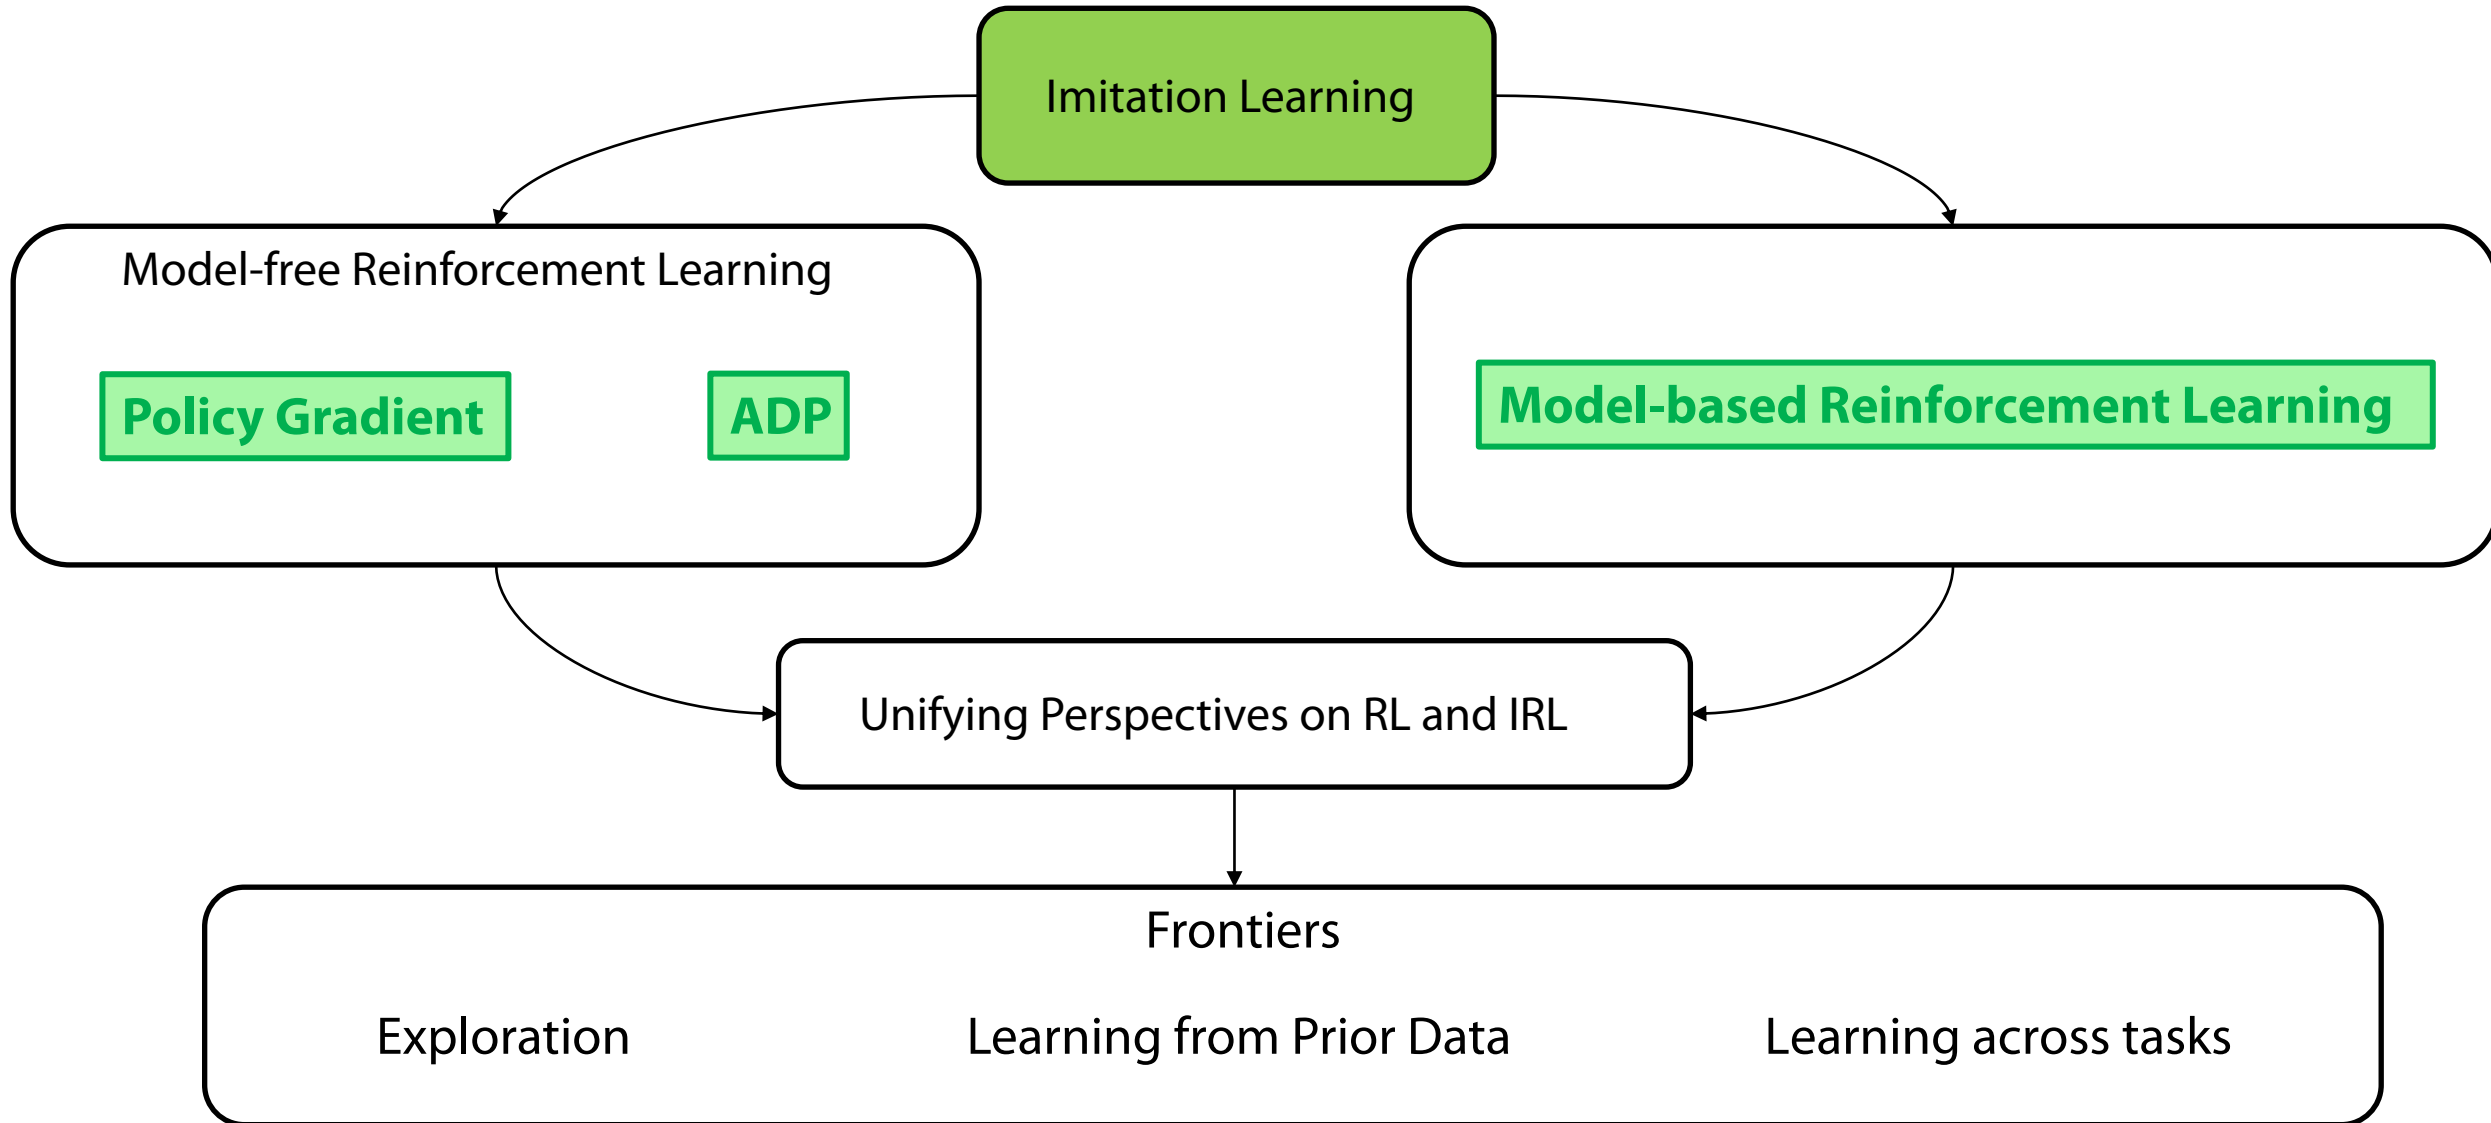 Imitation Learning
Model-free Reinforcement Learning
Policy Gradient
ADP
Model-based Reinforcement Learning
Unifying Perspectives on RL and IRL
Frontiers
Exploration
Learning from Prior Data
Learning across tasks